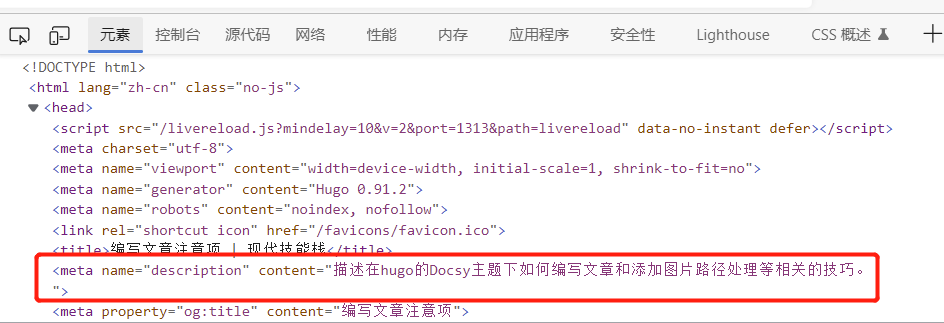 元素 控制台 源代码 网络 性能 内存 应用程序 安全性 Lighthouse CSS 概述
<!DOCTYPE html>
<html lang="zh-cn" class="no-js">
<head>
<script src="/livereload.js?mindelay=10&v=2&port=1313&path=livereload" data-no-instant defer></script>
<meta charset="utf-8">
<meta name="viewport" content="width=device-width, initial-scale=1, shrink-to-fit=no">
<meta name="generator" content="Hugo 0.91.2">
<meta name="robots" content="noindex, nofollow">
<link rel="shortcut icon" href="/favicons/favicon.ico">
<title>编写文章注意项 | 现代技能栈</title>
<meta name="description" content="描述在hugo的Docsy主题下如何编写文章和添加图片路径处理等相关的技巧。
">
<meta property="og:title" content="编写文章注意项">